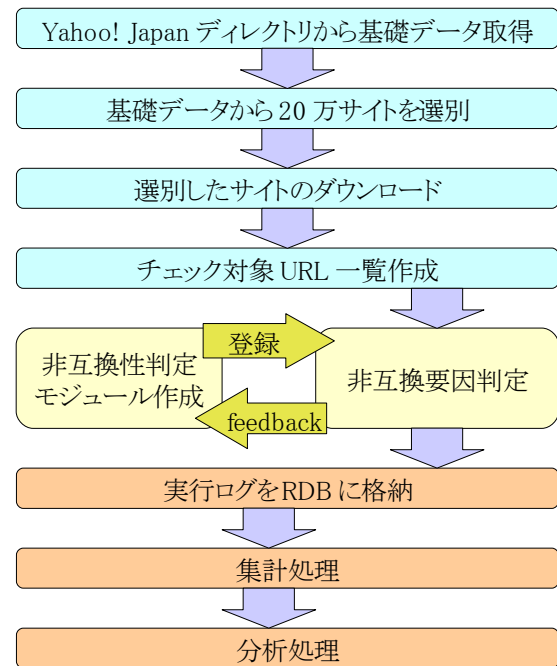 Yahoo! Japan ディレクトリから基礎データ取得
基礎データから 20 万サイトを選別
選別したサイトのダウンロード
チェック対象 URL 一覧作成
登録
非互換性判定
モジュール作成
非互換要因判定
feedback
実行ログをRDBに格納
集計処理
分析処理